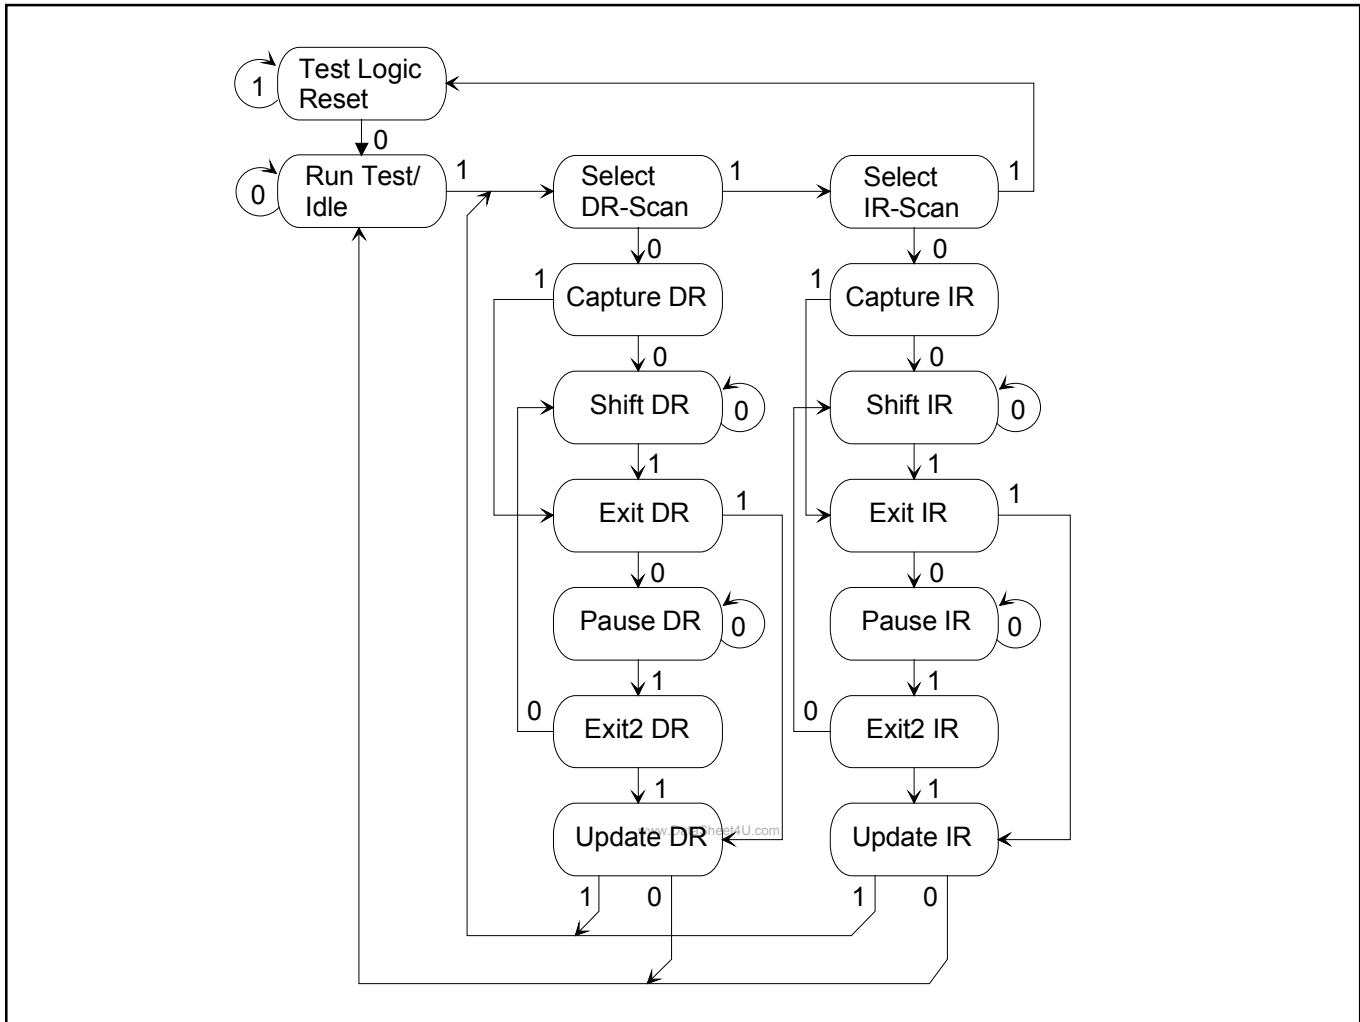 Test Logic
Reset
1
0
Run Test/
Idle
0
1
Select
DR-Scan
1
Select
IR-Scan
1
0
0
1
Capture DR
1
Capture IR
0
0
Shift DR
0
Shift IR
0
1
1
Exit DR
1
Exit IR
1
0
0
Pause DR
0
Pause IR
0
1
1
0
Exit2 DR
0
Exit2 IR
1
1
Update DR
www.DataSheet4U.com
Update IR
1
0
1
0